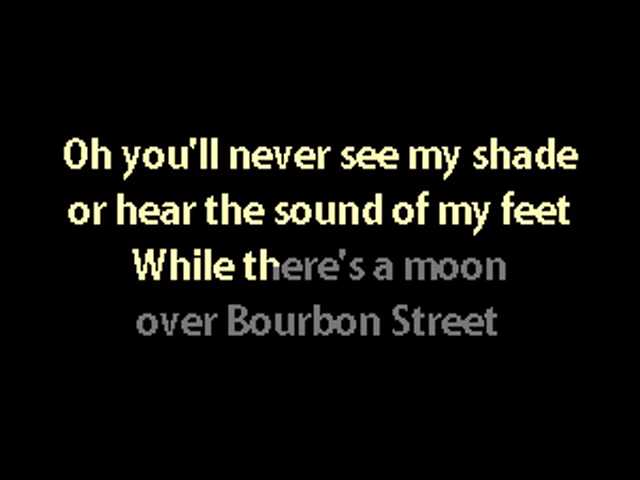 Oh you'll never see my shade
or hear the sound of my feet
While there's a moon
over Bourbon Street